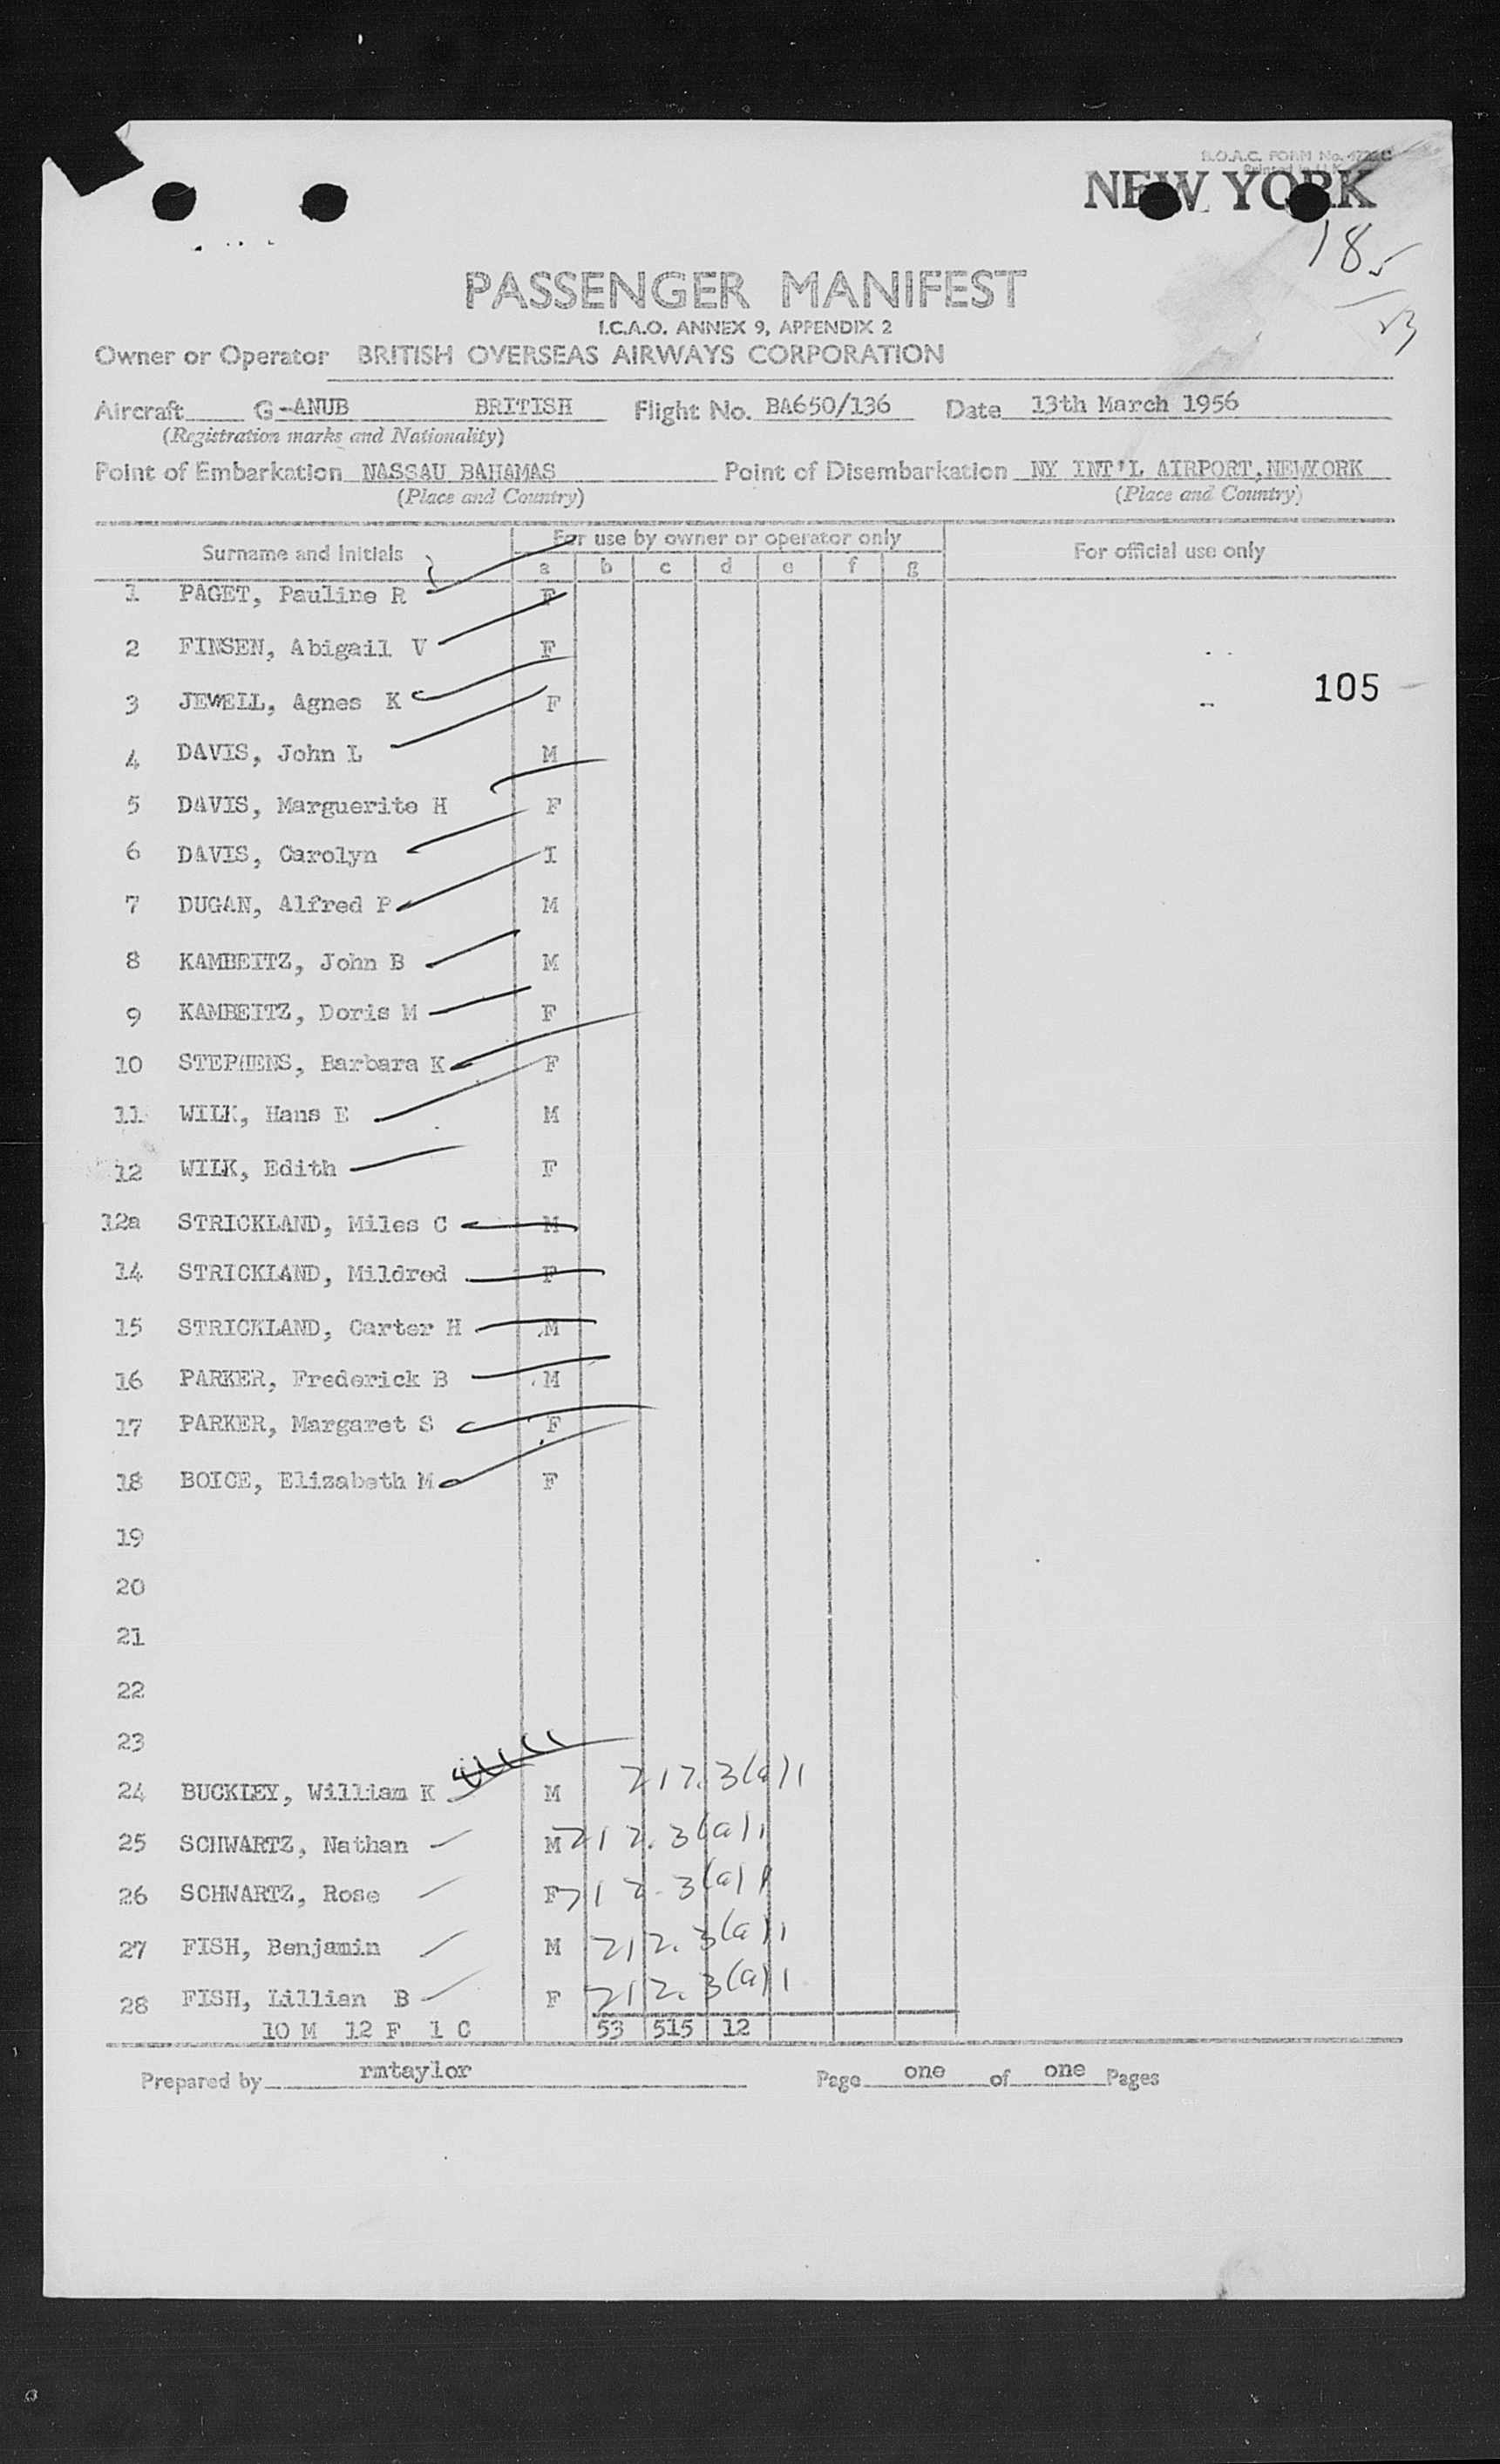 B.O.A.C. FORM No.
Printed in U.K.
NEW YORK
18 5
23
PASSENGER MANIFEST
I.C.A.O. ANNEX 9, APPENDIX 2
Owner or Operator BRITISH OVERSEAS AIRWAYS CORPORATION
Aircraft G-ANUB BRITISH Flight No. BA650/136 Date 13th March 1956
(Registration marks and Nationality)
Point of Embarkation NASSAU BAHAMAS Point of Disembarkation NY INT'L AIRPORT, NEWYORK
(Place and Country) (Place and Country)
Surname and Initials For use by owner or operator only For official use only
a b c d e f g
1 PAGET, Pauline R F
2 FINSEN, Abigail V F
3 JEWELL, Agnes K F
105
4 DAVIS, John L M
5 DAVIS, Marguerite H F
6 DAVIS, Carolyn I
7 DUGAN, Alfred P M
8 KAMBEITZ, John B M
9 KAMBEITZ, Doris M F
10 STEPHENS, Barbara K F
11 WILK, Hans E M
12 WILK, Edith F
12a STRICKLAND, Miles C M
14 STRICKLAND, Mildred F
15 STRICKLAND, Carter H M
16 PARKER, Frederick B M
17 PARKER, Margaret S F
18 BOICE, Elizabeth M F
19
20
21
22
23
24 BUCKLEY, William K M 212.3(a)1
25 SCHWARTZ, Nathan M 212.3(a)1
26 SCHWARTZ, Rose F 212.3(a)1
27 FISH, Benjamin M 212.3(a)1
28 FISH, Lillian B F 212.3(a)1
10 M 12 F 1 C 53 515 12
Prepared by rmtaylor Page one of one Pages